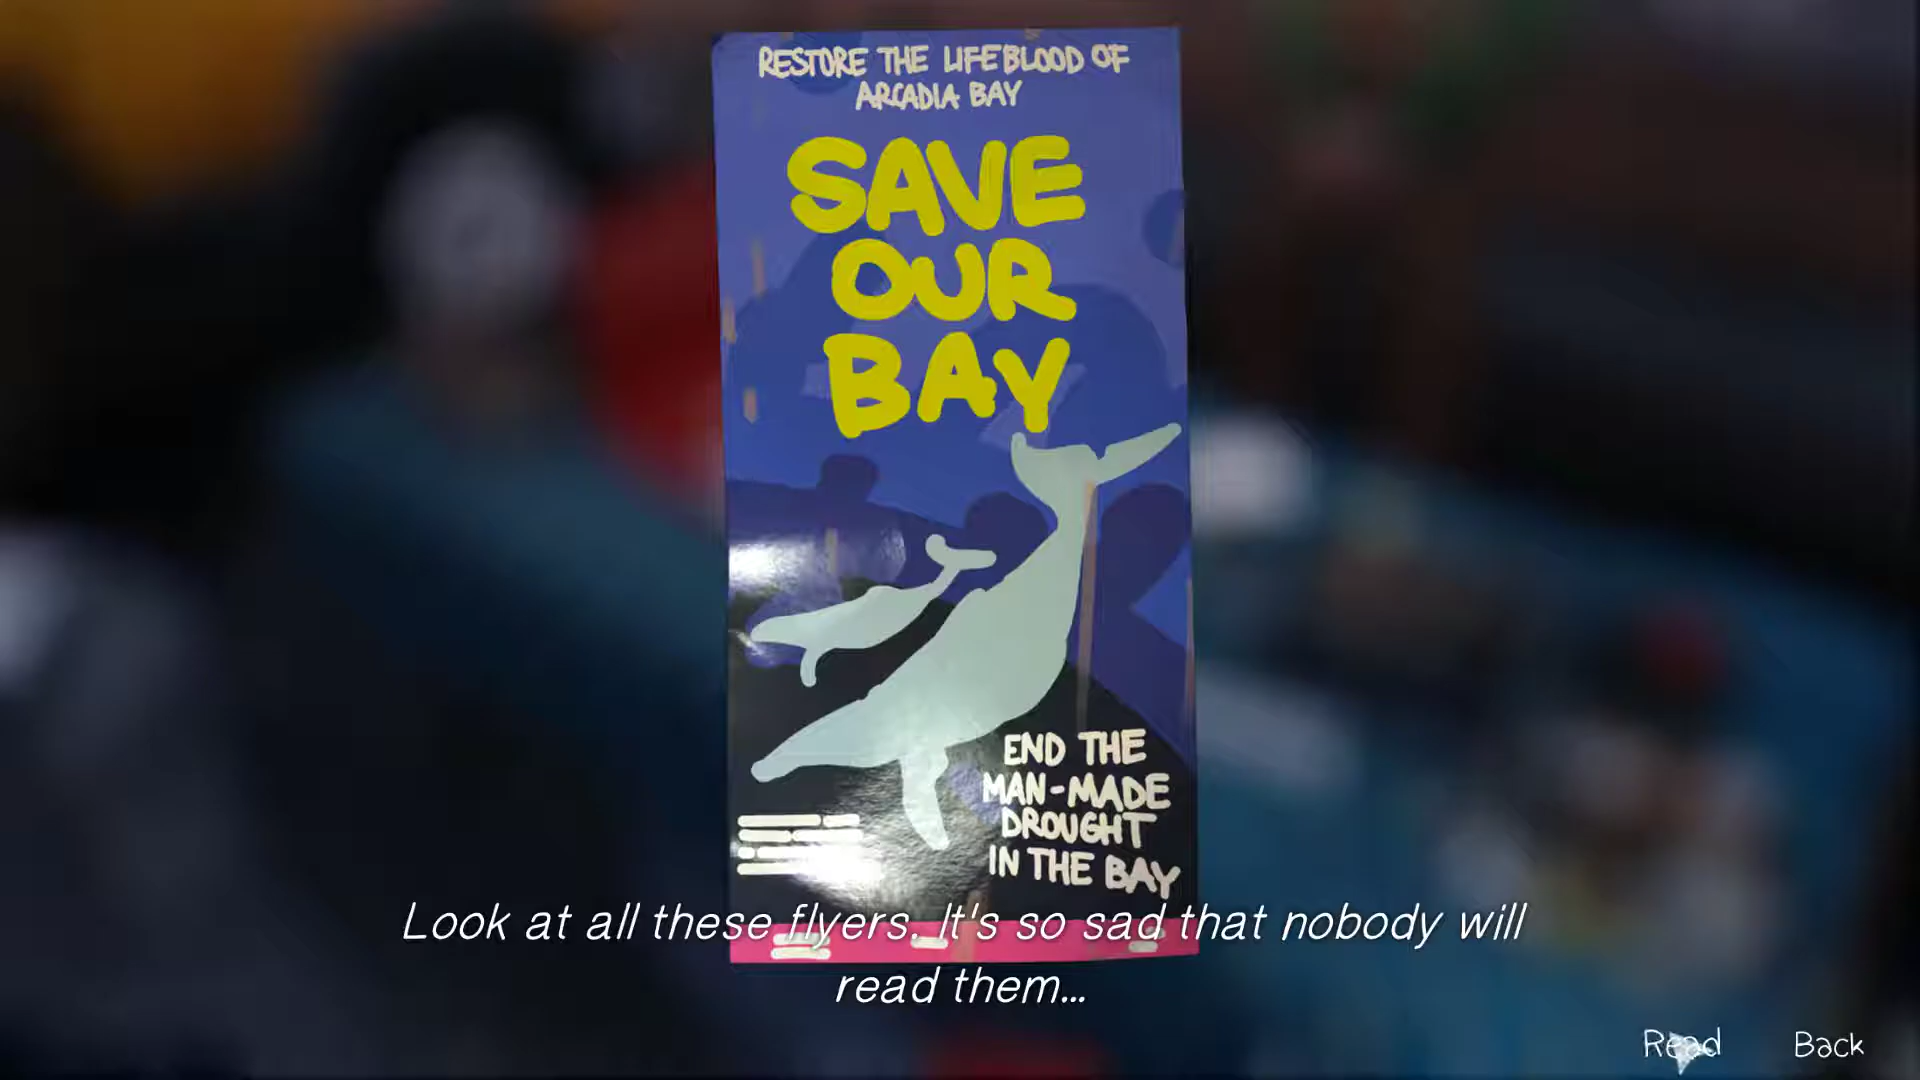 RESTORE THE LIFEBLOOD OF
ARCADIA BAY
SAVE
OUR
BAY
END THE
MAN-MADE
DROUGHT
IN THE BAY
Look at all these flyers. It's so sad that nobody will
read them...
Read Back